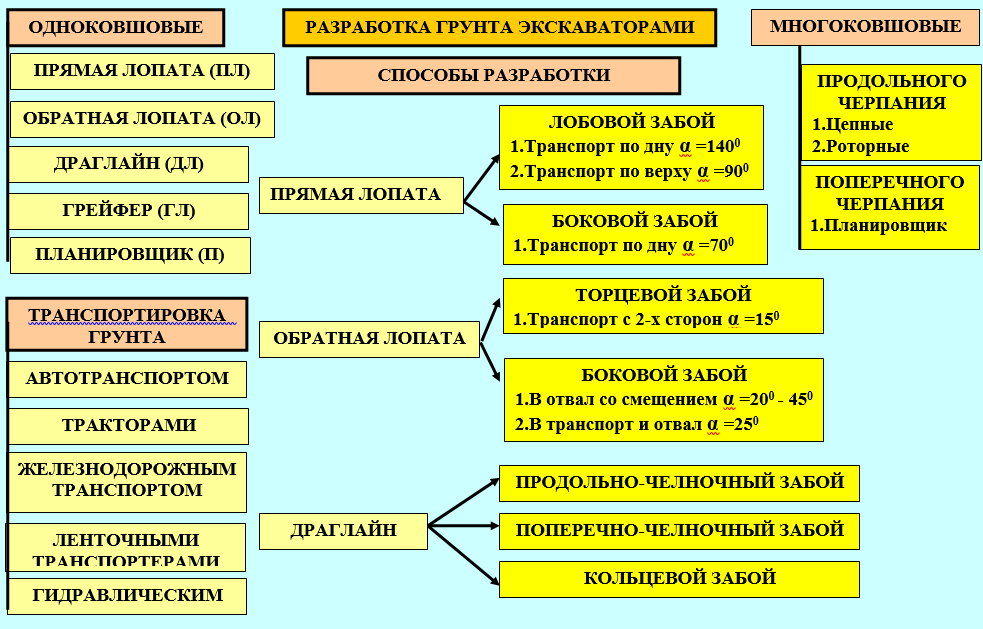 ОДНОКОВШОВЫЕ
ПРЯМАЯ ЛОПАТА (ПЛ)
ОБРАТНАЯ ЛОПАТА (ОЛ)
ДРАГЛАЙН (ДЛ)
ГРЕЙФЕР (ГЛ)
ПЛАНИРОВЩИК (П)
ТРАНСПОРТИРОВКА
ГРУНТА
АВТОТРАНСПОРТОМ
ТРАКТОРАМИ
ЖЕЛЕЗНОДОРОЖНЫМ
ТРАНСПОРТОМ
ЛЕНТОЧНЫМИ
ТРАНСПОРТЕРАМИ
ГИДРАВЛИЧЕСКИМ
РАЗРАБОТКА ГРУНТА ЭКСКАВАТОРАМИ
СПОСОБЫ РАЗРАБОТКИ
ПРЯМАЯ ЛОПАТА
ЛОБОВОЙ ЗАБОЙ
1.Транспорт по дну α =140⁰
2.Транспорт по верху α =90⁰
БОКОВОЙ ЗАБОЙ
1.Транспорт по дну α =70⁰
ОБРАТНАЯ ЛОПАТА
ТОРЦЕВОЙ ЗАБОЙ
1.Транспорт с 2-х сторон α =15⁰
БОКОВОЙ ЗАБОЙ
1.В отвал со смещением α =20⁰ - 45⁰
2.В транспорт и отвал α =25⁰
ДРАГЛАЙН
ПРОДОЛЬНО-ЧЕЛНОЧНЫЙ ЗАБОЙ
ПОПЕРЕЧНО-ЧЕЛНОЧНЫЙ ЗАБОЙ
КОЛЬЦЕВОЙ ЗАБОЙ
МНОГОКОВШОВЫЕ
ПРОДОЛЬНОГО
ЧЕРПАНИЯ
1.Цепные
2.Роторные
ПОПЕРЕЧНОГО
ЧЕРПАНИЯ
1.Планировщик